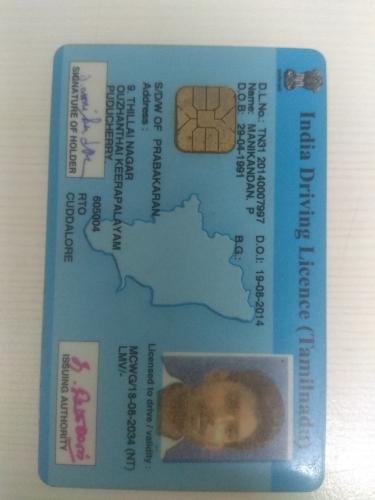 India Driving Licence (Tamilnadu)
D.L.No.: TN31 20140007997 D.O.I: 19-08-2014
Name: MANIKANDAN. P
D.O.B: 29-04-1991 B.G.:
S/D/W OF PRABAKARAN.
Address :
9, THILLAI NAGAR
OUZHANTHAI KEERAPALAYAM
PUDUCHERRY
605004
RTO
CUDDALORE
SIGNATURE OF HOLDER
Licensed to drive / validity :
MCWG/18-08-2034 (NT)
LMV/-
ISSUING AUTHORITY